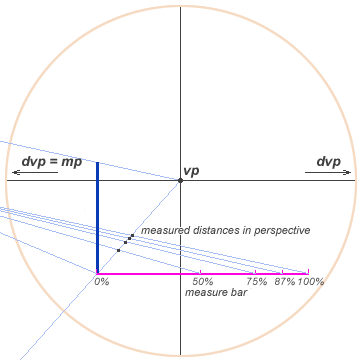 dvp = mp
dvp
vp
measured distances in perspective
0%
50%
75%
87%
100%
measure bar